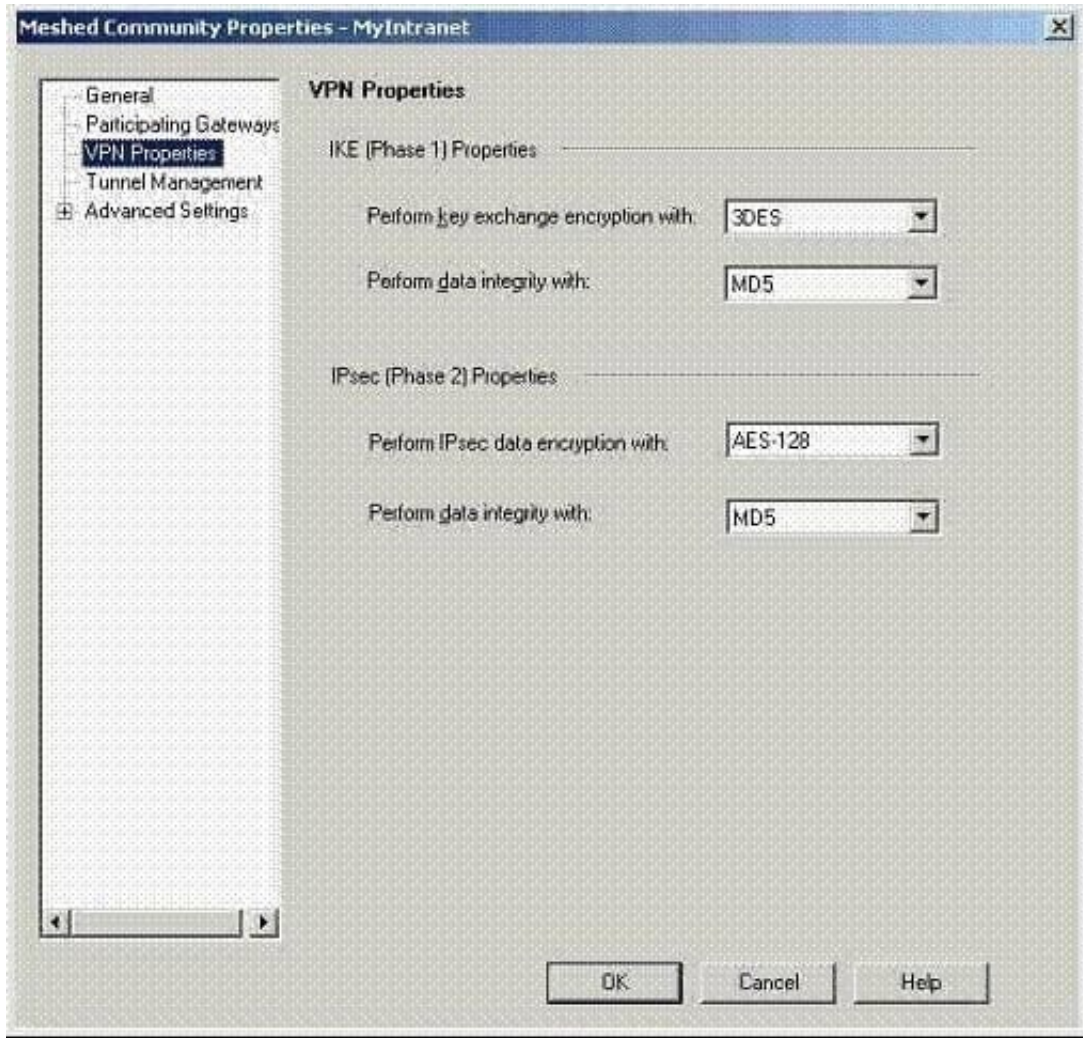 Meshed Community Properties - MyIntranet
General
Participating Gateways
VPN Properties
Tunnel Management
Advanced Settings
VPN Properties
IKE (Phase 1) Properties
Perform key exchange encryption with:
3DES
Perform data integrity with:
MD5
IPsec (Phase 2) Properties
Perform IPsec data encryption with:
AES-128
Perform data integrity with:
MD5
OK
Cancel
Help